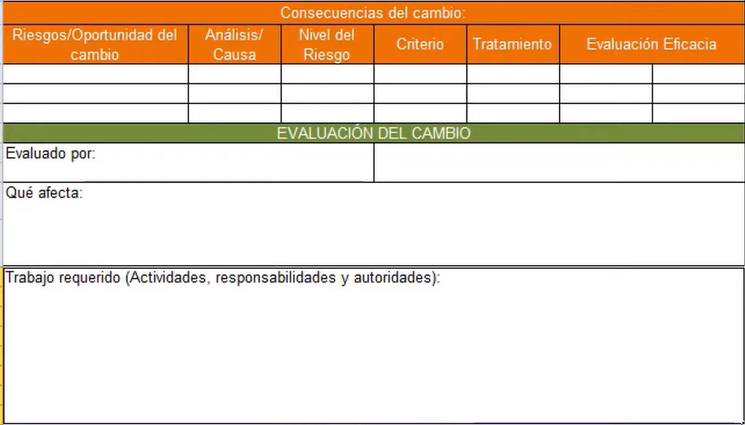 Consecuencias del cambio:
Riesgos/Oportunidad del cambio
Análisis/ Causa
Nivel del Riesgo
Criterio
Tratamiento
Evaluación Eficacia
EVALUACIÓN DEL CAMBIO
Evaluado por:
Qué afecta:
Trabajo requerido (Actividades, responsabilidades y autoridades):